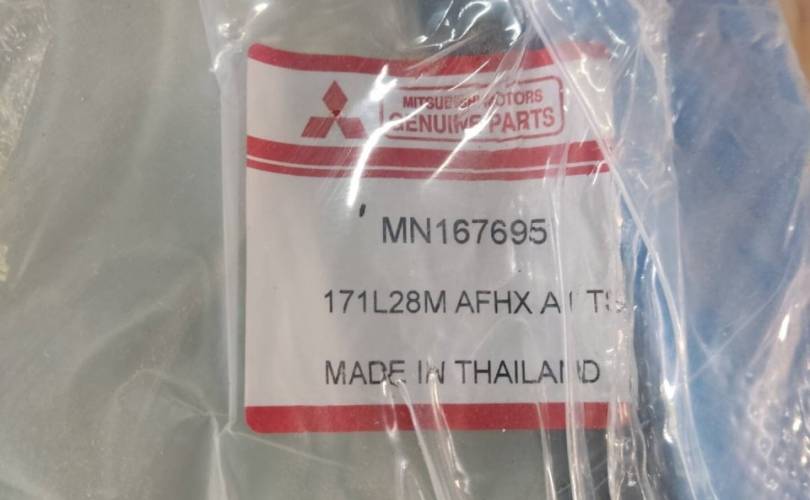 MITSUBISHI MOTORS
GENUINE PARTS
MN167695
171L28M AFHX
MADE IN THAILAND